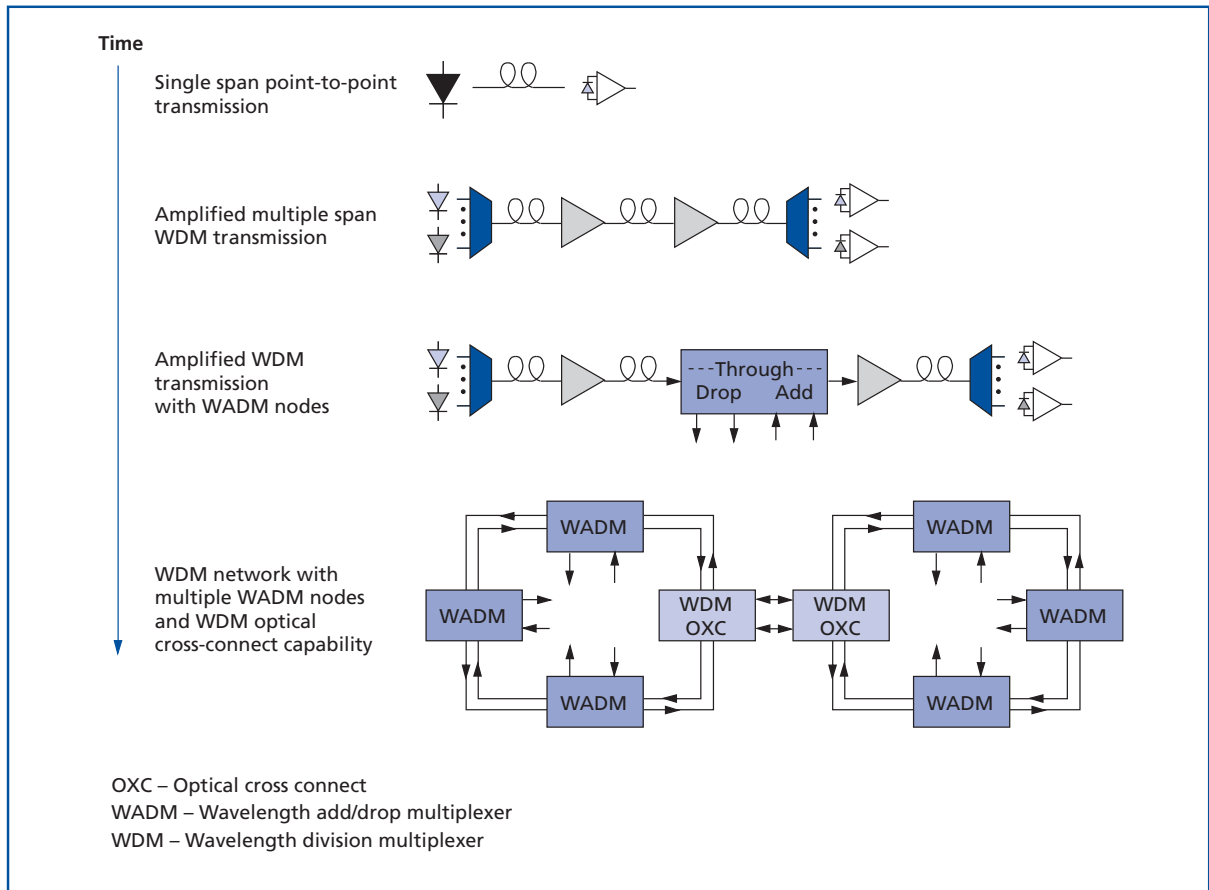 Time
Single span point-to-point
transmission
Amplified multiple span
WDM transmission
Amplified WDM
transmission
with WADM nodes
---Through---
Drop Add
WDM network with
multiple WADM nodes
and WDM optical
cross-connect capability
WADM
WADM
WADM
WDM
OXC
WDM
OXC
WADM
WADM
WADM
OXC – Optical cross connect
WADM – Wavelength add/drop multiplexer
WDM – Wavelength division multiplexer